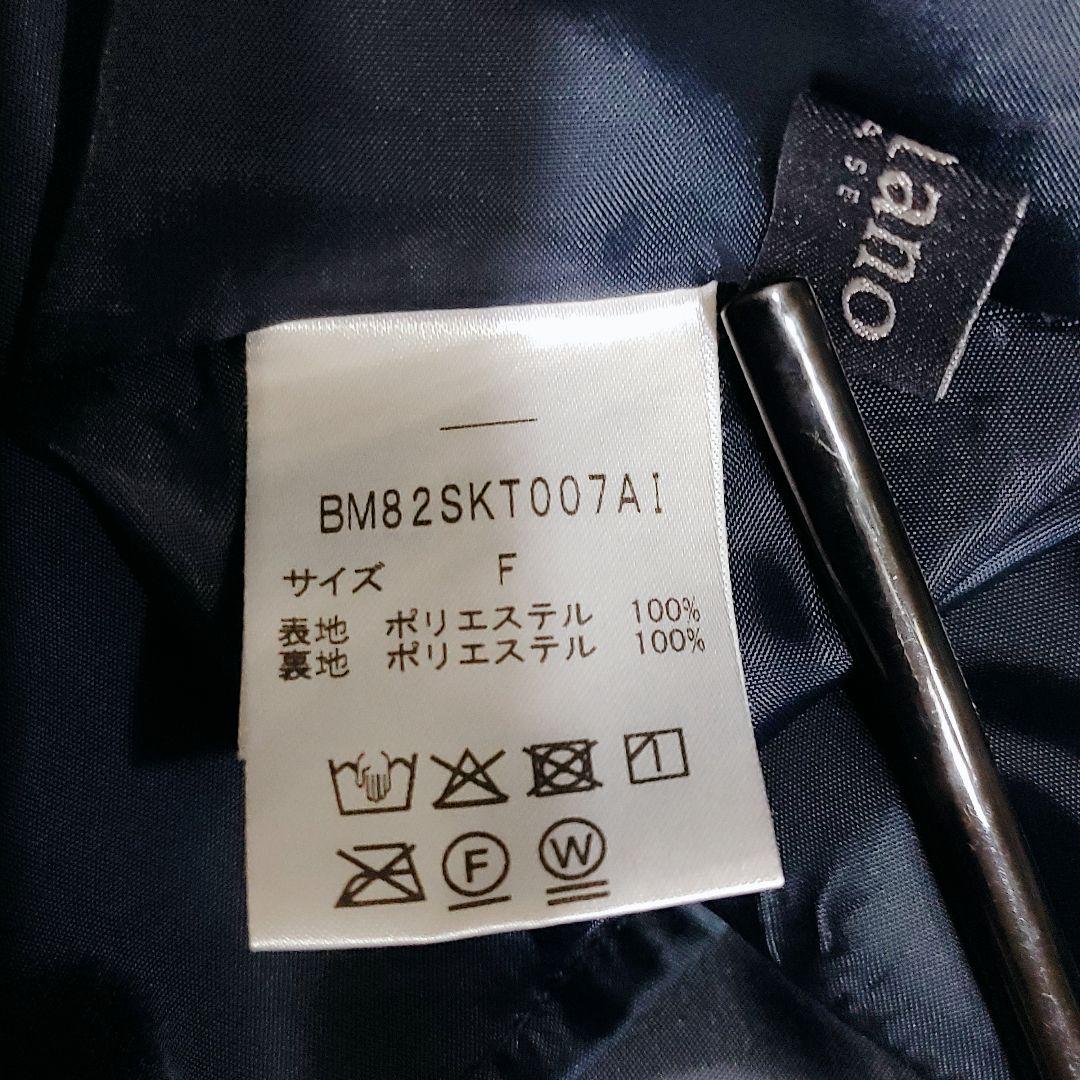 BM82SKT007AI
サイズ F
表地 ポリエステル 100%
裏地 ポリエステル 100%
F
W
lano
SE